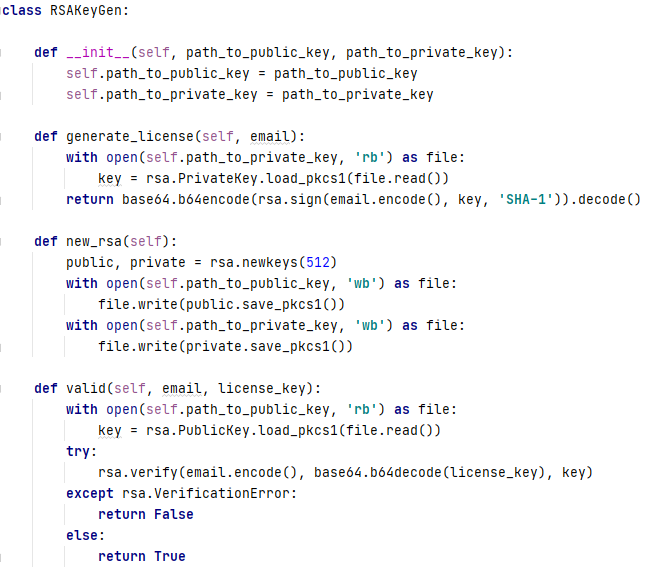 class RSAKeyGen:
def __init__(self, path_to_public_key, path_to_private_key):
self.path_to_public_key = path_to_public_key
self.path_to_private_key = path_to_private_key
def generate_license(self, email):
with open(self.path_to_private_key, 'rb') as file:
key = rsa.PrivateKey.load_pkcs1(file.read())
return base64.b64encode(rsa.sign(email.encode(), key, 'SHA-1')).decode()
def new_rsa(self):
public, private = rsa.newkeys(512)
with open(self.path_to_public_key, 'wb') as file:
file.write(public.save_pkcs1())
with open(self.path_to_private_key, 'wb') as file:
file.write(private.save_pkcs1())
def valid(self, email, license_key):
with open(self.path_to_public_key, 'rb') as file:
key = rsa.PublicKey.load_pkcs1(file.read())
try:
rsa.verify(email.encode(), base64.b64decode(license_key), key)
except rsa.VerificationError:
return False
else:
return True